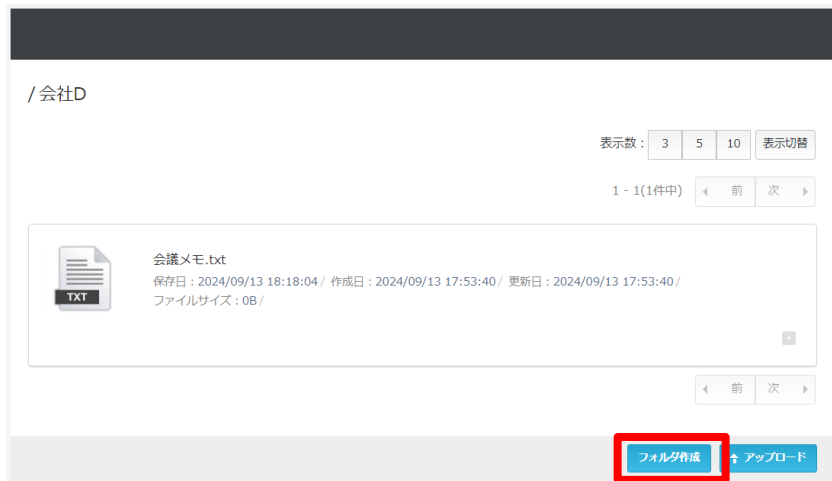 / 会社D
表示数： 3 5 10 表示切替
1 - 1(1件中) 前 次
会議メモ.txt
保存日：2024/09/13 18:18:04 / 作成日：2024/09/13 17:53:40 / 更新日：2024/09/13 17:53:40 /
ファイルサイズ：0B /
TXT
前 次
フォルダ作成 アップロード